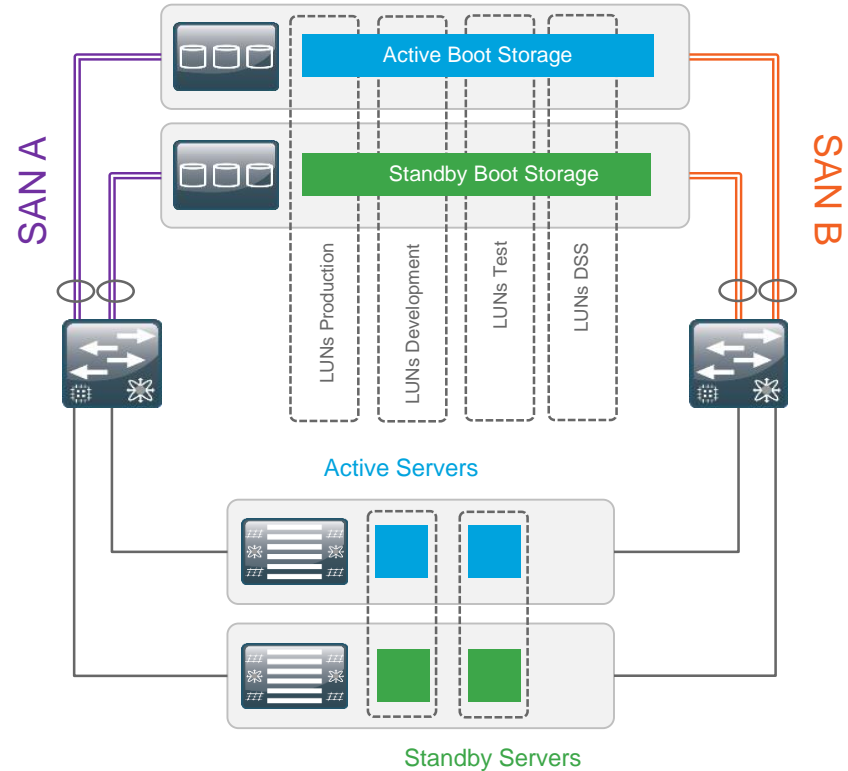 Active Boot Storage
Standby Boot Storage
SAN A
SAN B
LUNs Production
LUNs Development
LUNs Test
LUNs DSS
Active Servers
Standby Servers